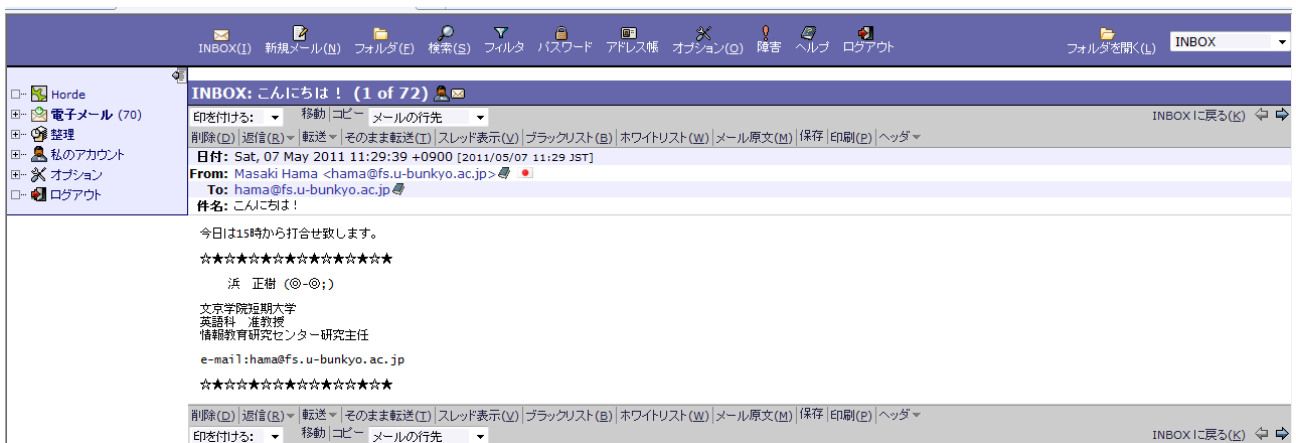 INBOX(I) 新規メール(N) フォルダ(F) 検索(S) フィルタ パスワード アドレス帳 オプション(O) 障害 ヘルプ ログアウト フォルダを開く(L) INBOX
Horde
電子メール (70)
整理
私のアカウント
オプション
ログアウト
INBOX: こんにちは! (1 of 72)
印を付ける: 移動|コピー メールの行先 INBOXに戻る(K)
削除(D)|返信(R)|転送|そのまま転送(T)|スレッド表示(V)|ブラックリスト(B)|ホワイトリスト(W)|メール原文(M)|保存|印刷(P)|ヘッダ
日付: Sat, 07 May 2011 11:29:39 +0900 [2011/05/07 11:29 JST]
From: Masaki Hama <hama@fs.u-bunkyo.ac.jp>
To: hama@fs.u-bunkyo.ac.jp
件名: こんにちは!
今日は15時から打合せ致します。
☆★☆★☆★☆★☆★☆★☆★☆★
浜 正樹 (◎-◎;)
文京学院短期大学
英語科 准教授
情報教育研究センター研究主任
e-mail:hama@fs.u-bunkyo.ac.jp
☆★☆★☆★☆★☆★☆★☆★☆★
削除(D)|返信(R)|転送|そのまま転送(T)|スレッド表示(V)|ブラックリスト(B)|ホワイトリスト(W)|メール原文(M)|保存|印刷(P)|ヘッダ
印を付ける: 移動|コピー メールの行先 INBOXに戻る(K)